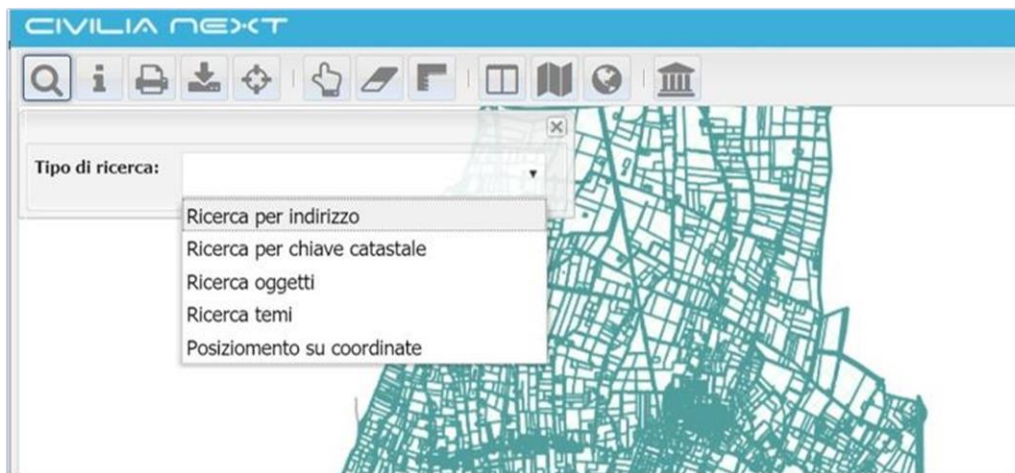 CIVILIA NEXT
Tipo di ricerca:
Ricerca per indirizzo
Ricerca per chiave catastale
Ricerca oggetti
Ricerca temi
Posiziomento su coordinate